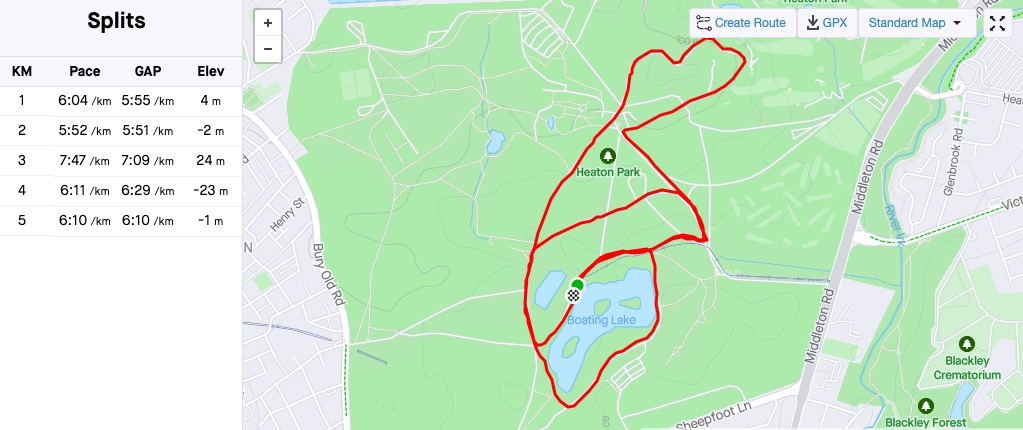 Splits
KM Pace GAP Elev
1 6:04 /km 5:55 /km 4 m
2 5:52 /km 5:51 /km -2 m
3 7:47 /km 7:09 /km 24 m
4 6:11 /km 6:29 /km -23 m
5 6:10 /km 6:10 /km -1 m
+
−
Create Route
GPX
Standard Map
Heaton Park
Middleton Rd
Heaton Park
Boating Lake
Henry St
Bury Old Rd
N
Middleton Rd
Glenbrook Rd
River Irk
Middleton Rd
Sheepfoot Ln
Blackley
Crematorium
Blackley Forest